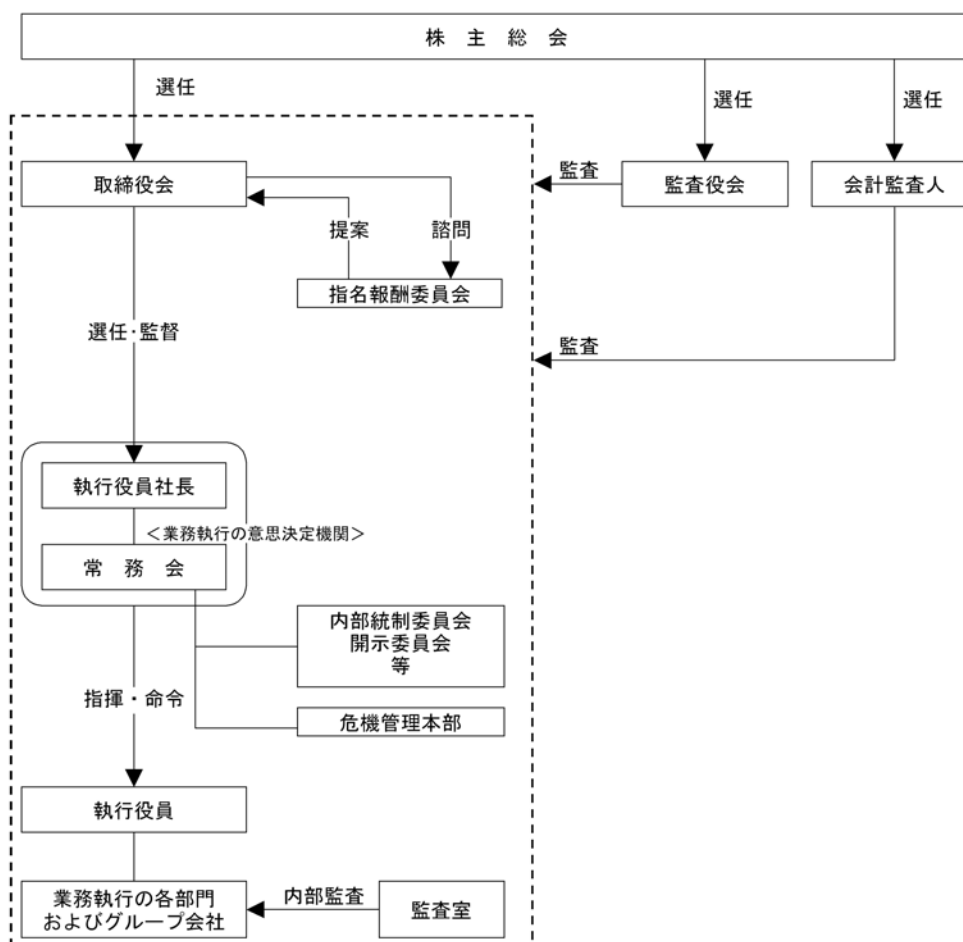 株 主 総 会
選任
選任
選任
取締役会
監査
監査役会
会計監査人
提案
諮問
指名報酬委員会
選任・監督
監査
執行役員社長
＜業務執行の意思決定機関＞
常 務 会
内部統制委員会
開示委員会
等
指揮・命令
危機管理本部
執行役員
業務執行の各部門
およびグループ会社
内部監査
監査室